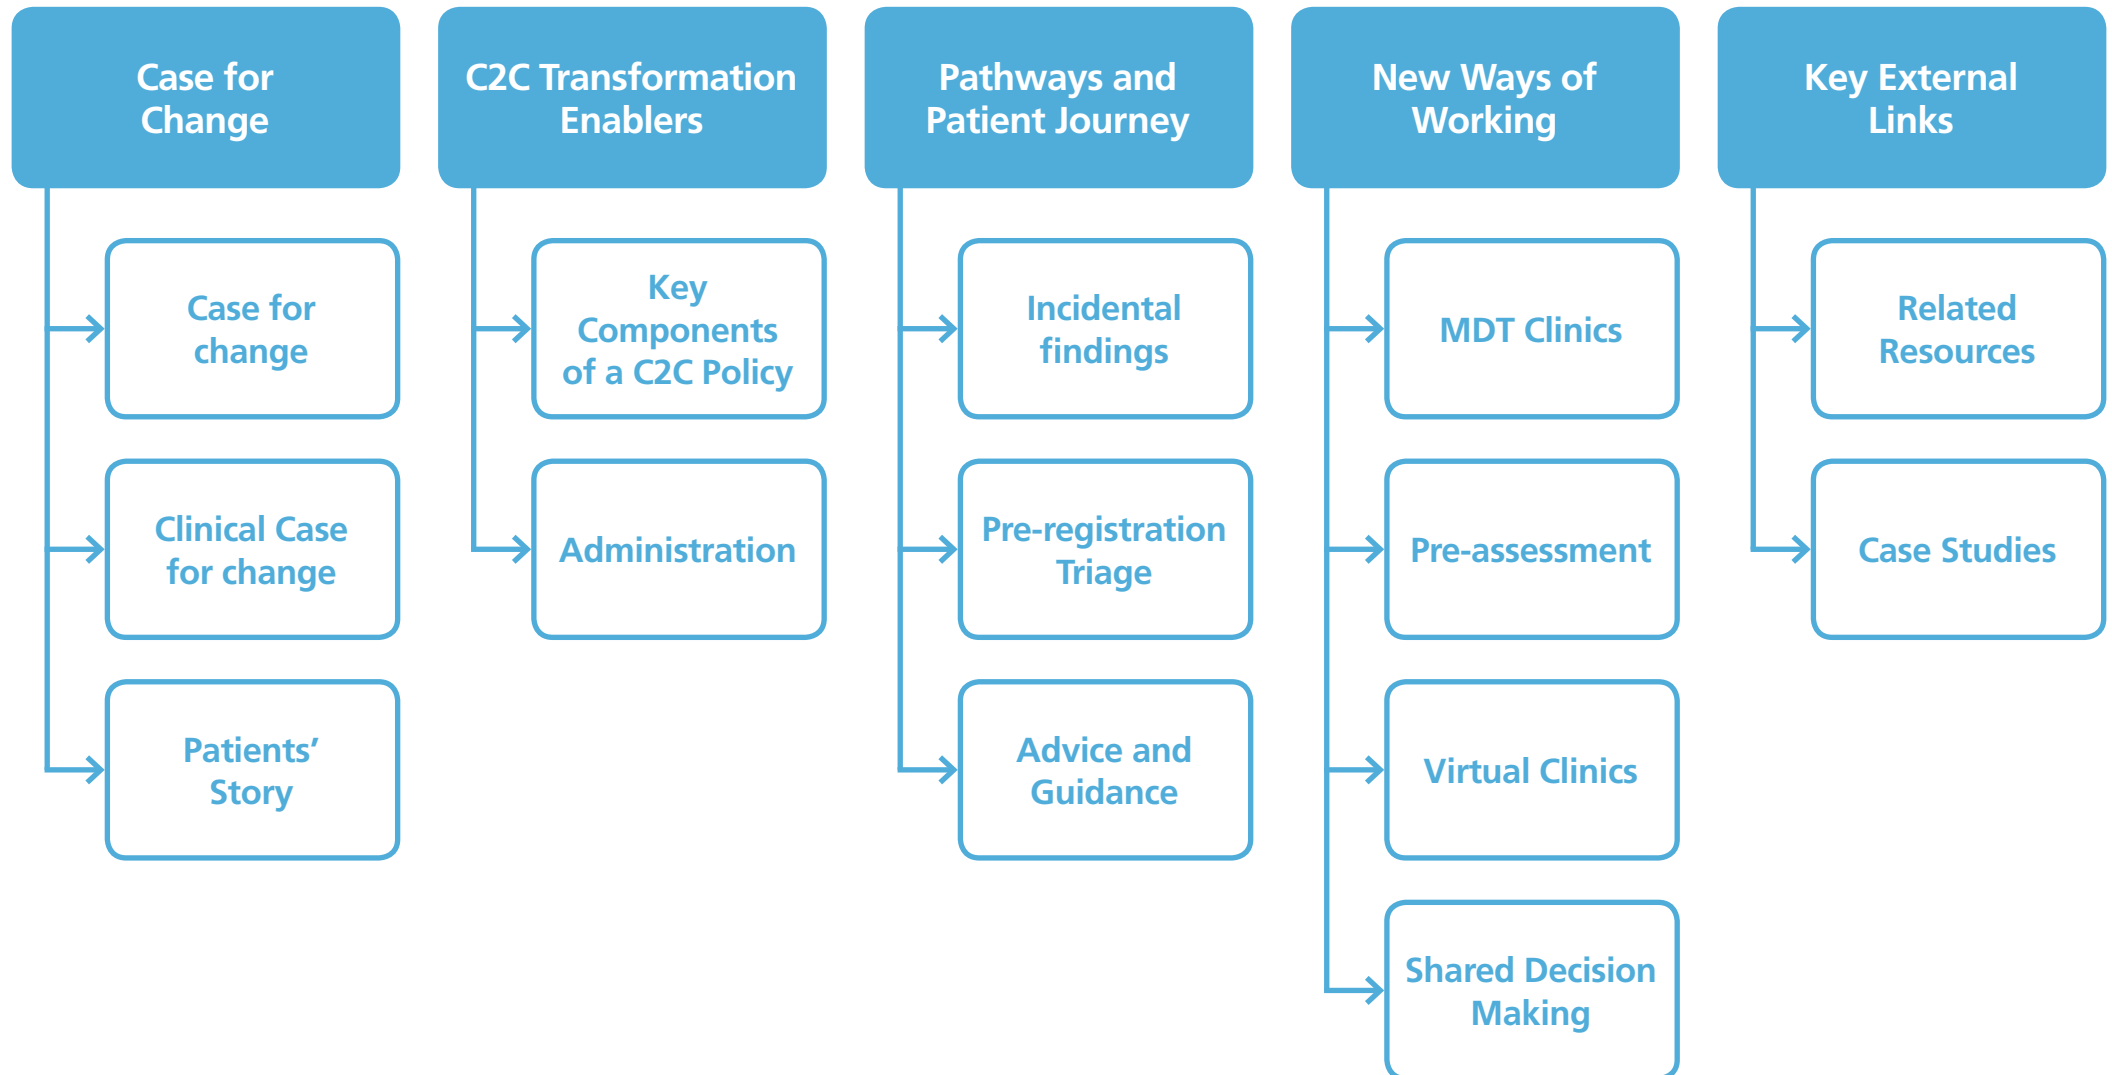 Case for
Change
C2C Transformation
Enablers
Pathways and
Patient Journey
New Ways of
Working
Key External
Links
Case for
change
Clinical Case
for change
Patients’
Story
Key
Components
of a C2C Policy
Administration
Incidental
findings
Pre-registration
Triage
Advice and
Guidance
MDT Clinics
Pre-assessment
Virtual Clinics
Shared Decision
Making
Related
Resources
Case Studies